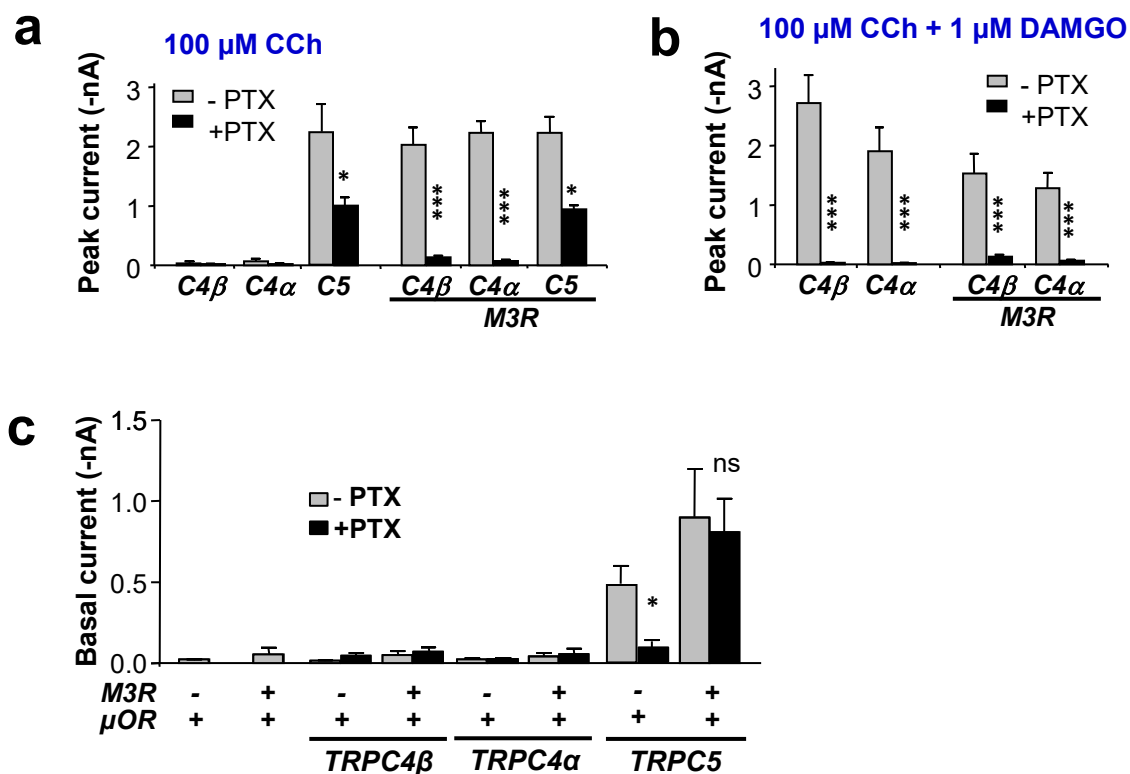 a
100 µM CCh
Peak current (-nA)
3
2
1
0
- PTX
+PTX
*
***
***
*
C4β C4α C5 C4β C4α C5
M3R
b
100 µM CCh + 1 µM DAMGO
Peak current (-nA)
3
2
1
0
- PTX
+PTX
***
***
***
***
C4β C4α C4β C4α
M3R
c
Basal current (-nA)
1.5
1.0
0.5
0.0
- PTX
+PTX
*
ns
M3R - + - + - + - +
µOR + + + + + + + +
TRPC4β TRPC4α TRPC5